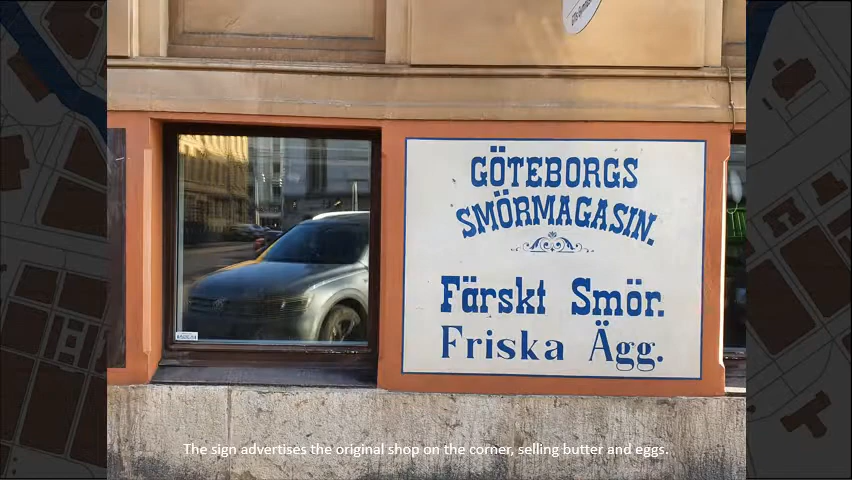 GÖTEBORGS
SMÖRMAGASIN.
Färskt Smör.
Friska Ägg.
The sign advertises the original shop on the corner, selling butter and eggs.